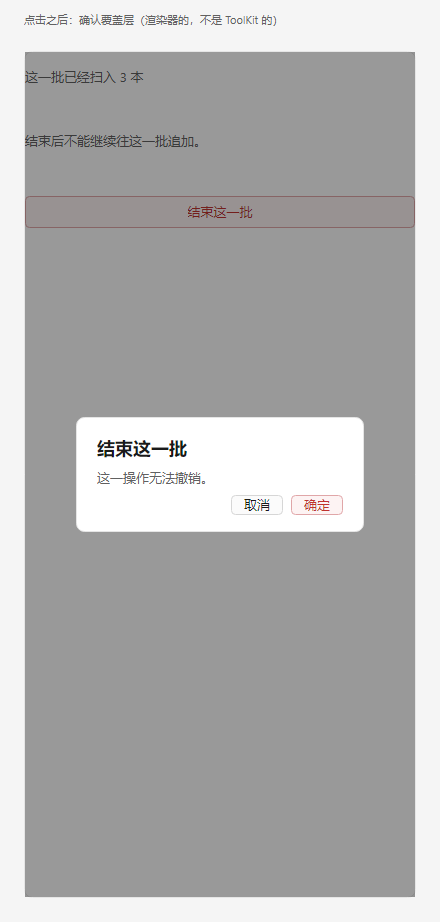 点击之后：确认覆盖层（渲染器的，不是 ToolKit 的）
这一批已经扫入 3 本
结束后不能继续往这一批追加。
结束这一批
结束这一批
这一操作无法撤销。
取消
确定